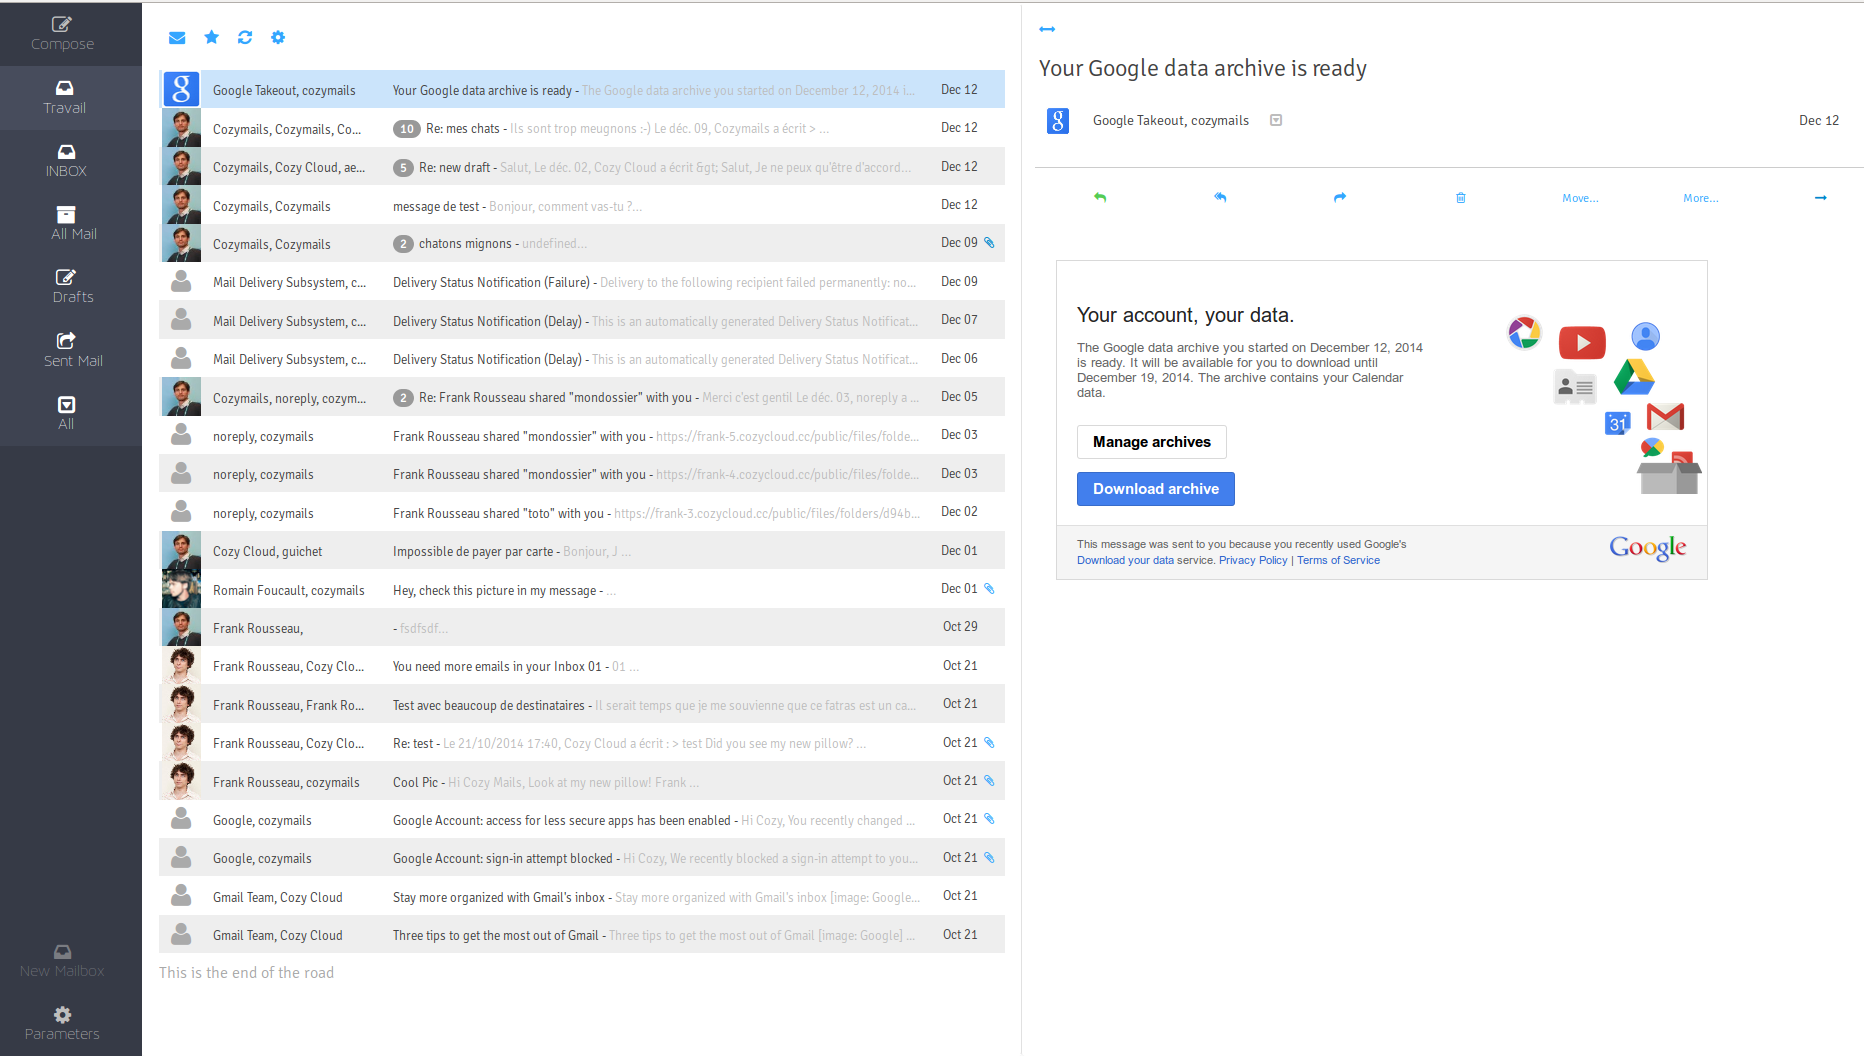 Compose
Travail
INBOX
All Mail
Drafts
Sent Mail
All
New Mailbox
Parameters
Google Takeout, cozymails Your Google data archive is ready - The Google data archive you started on December 12, 2014 i... Dec 12
Cozymails, Cozymails, Co... 10 Re: mes chats - Ils sont trop meugnons :-) Le déc. 09, Cozymails a écrit > ... Dec 12
Cozymails, Cozy Cloud, ae... 5 Re: new draft - Salut, Le déc. 02, Cozy Cloud a écrit &gt; Salut, Je ne peux qu'être d'accord... Dec 12
Cozymails, Cozymails message de test - Bonjour, comment vas-tu ?... Dec 12
Cozymails, Cozymails 2 chatons mignons - undefined... Dec 09
Mail Delivery Subsystem, c... Delivery Status Notification (Failure) - Delivery to the following recipient failed permanently: no... Dec 09
Mail Delivery Subsystem, c... Delivery Status Notification (Delay) - This is an automatically generated Delivery Status Notificat... Dec 07
Mail Delivery Subsystem, c... Delivery Status Notification (Delay) - This is an automatically generated Delivery Status Notificat... Dec 06
Cozymails, noreply, cozym... 2 Re: Frank Rousseau shared "mondossier" with you - Merci c'est gentil Le déc. 03, noreply a ... Dec 05
noreply, cozymails Frank Rousseau shared "mondossier" with you - https://frank-5.cozycloud.cc/public/files/folde... Dec 03
noreply, cozymails Frank Rousseau shared "mondossier" with you - https://frank-4.cozycloud.cc/public/files/folde... Dec 03
noreply, cozymails Frank Rousseau shared "toto" with you - https://frank-3.cozycloud.cc/public/files/folders/d94b... Dec 02
Cozy Cloud, guichet Impossible de payer par carte - Bonjour, J ... Dec 01
Romain Foucault, cozymails Hey, check this picture in my message - ... Dec 01
Frank Rousseau, - fsdfsdf... Oct 29
Frank Rousseau, Cozy Clo... You need more emails in your Inbox 01 - 01 ... Oct 21
Frank Rousseau, Frank Ro... Test avec beaucoup de destinataires - Il serait temps que je me souvienne que ce fatras est un ca... Oct 21
Frank Rousseau, Cozy Clo... Re: test - Le 21/10/2014 17:40, Cozy Cloud a écrit : > test Did you see my new pillow? ... Oct 21
Frank Rousseau, cozymails Cool Pic - Hi Cozy Mails, Look at my new pillow! Frank ... Oct 21
Google, cozymails Google Account: access for less secure apps has been enabled - Hi Cozy, You recently changed ... Oct 21
Google, cozymails Google Account: sign-in attempt blocked - Hi Cozy, We recently blocked a sign-in attempt to you... Oct 21
Gmail Team, Cozy Cloud Stay more organized with Gmail's inbox - Stay more organized with Gmail's inbox [image: Google... Oct 21
Gmail Team, Cozy Cloud Three tips to get the most out of Gmail - Three tips to get the most out of Gmail [image: Google] ... Oct 21
This is the end of the road
Your Google data archive is ready
g Google Takeout, cozymails Dec 12
Move... More...
Your account, your data.
The Google data archive you started on December 12, 2014
is ready. It will be available for you to download until
December 19, 2014. The archive contains your Calendar
data.
31
Manage archives
Download archive
This message was sent to you because you recently used Google's
Download your data service. Privacy Policy | Terms of Service
Google